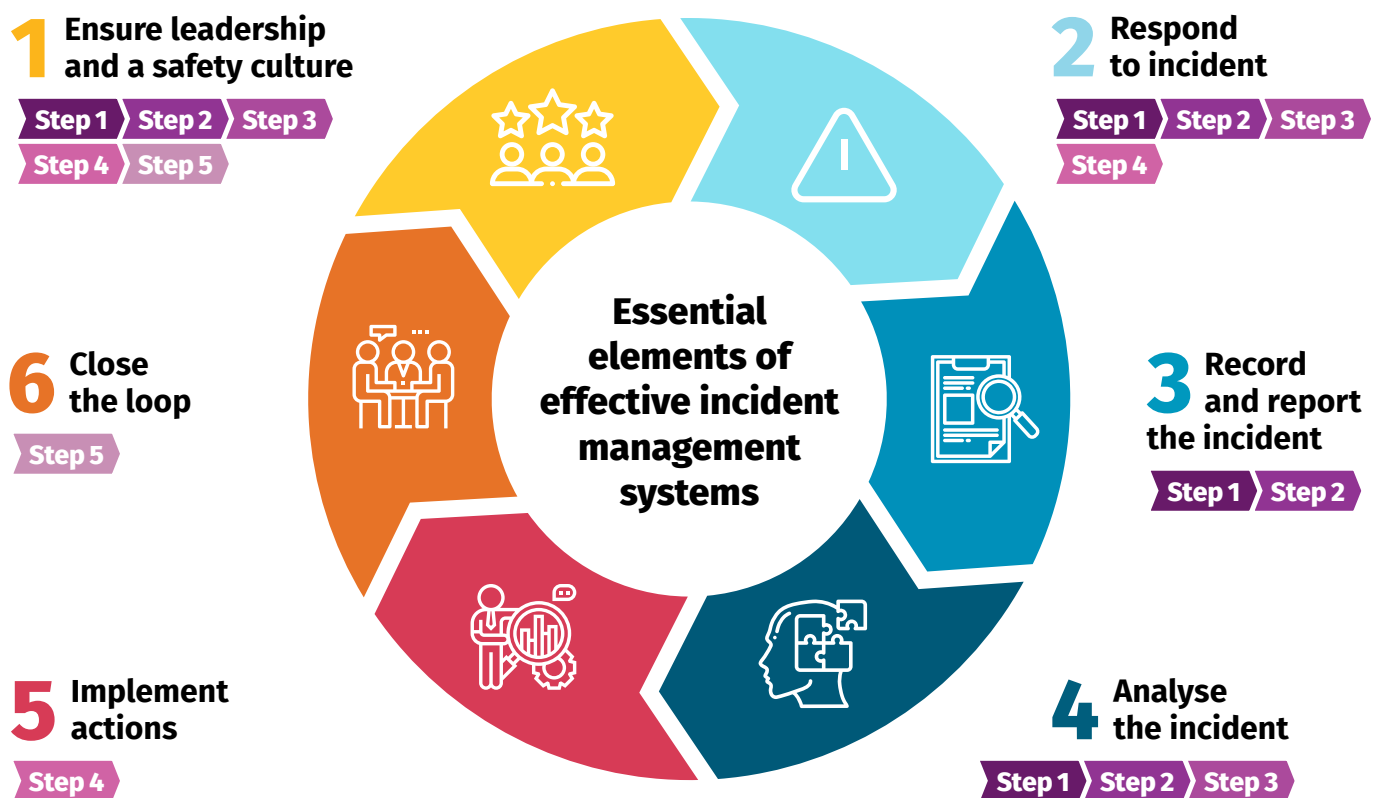 1 Ensure leadership
and a safety culture
Step 1 Step 2 Step 3
Step 4 Step 5
2 Respond
to incident
Step 1 Step 2 Step 3
Step 4
Essential
elements of
effective incident
management
systems
3 Record
and report
the incident
Step 1 Step 2
4 Analyse
the incident
Step 1 Step 2 Step 3
5 Implement
actions
Step 4
6 Close
the loop
Step 5